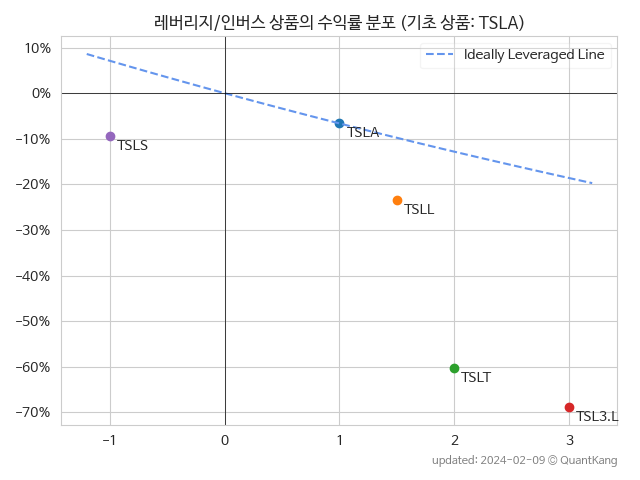 레버리지/인버스 상품의 수익률 분포 (기초 상품: TSLA)
Ideally Leveraged Line
10%
0%
−10%
−20%
−30%
−40%
−50%
−60%
−70%
TSLS
TSLA
TSLL
TSLT
TSL3.L
−1
0
1
2
3
updated: 2024-02-09 © QuantKang